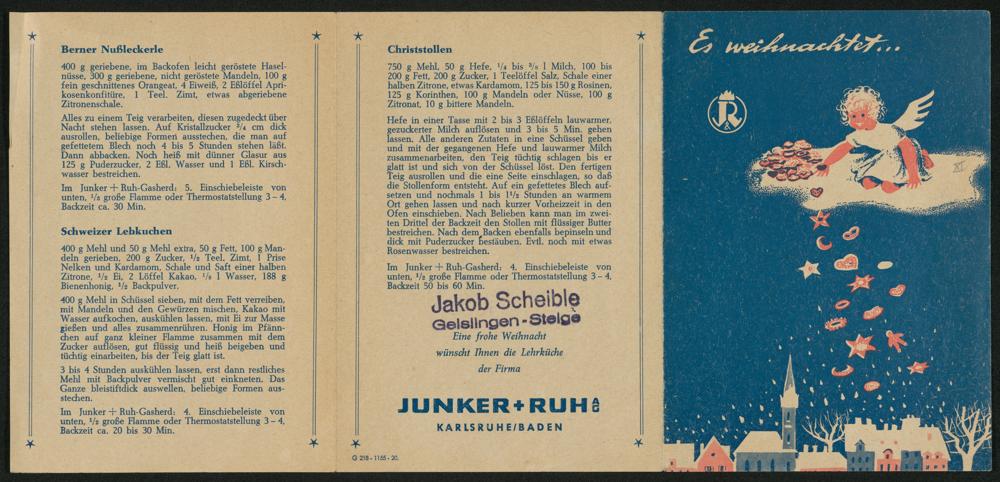 Berner Nußleckerle
400 g geriebene, im Backofen leicht geröstete Hasel-
nüsse, 300 g geriebene, nicht geröstete Mandeln, 100 g
fein geschnittenes Orangeat, 4 Eiweiß, 2 Eßlöffel Apri-
kosenkonfitüre, 1 Teel. Zimt, etwas abgeriebene
Zitronenschale.
Alles zu einem Teig verarbeiten, diesen zugedeckt über
Nacht stehen lassen. Auf Kristallzucker ³/₄ cm dick
ausrollen, beliebige Formen ausstechen, die man auf
gefettetem Blech noch 4 bis 5 Stunden stehen läßt.
Dann abbacken. Noch heiß mit dünner Glasur aus
125 g Puderzucker, 2 Eßl. Wasser und 1 Eßl. Kirsch-
wasser bestreichen.
Im Junker + Ruh-Gasherd: 5. Einschiebeleiste von
unten, ¹/₂ große Flamme oder Thermostatstellung 3 – 4,
Backzeit ca. 30 Min.
Schweizer Lebkuchen
400 g Mehl und 50 g Mehl extra, 50 g Fett, 100 g Man-
deln gerieben, 200 g Zucker, ¹/₂ Teel. Zimt, 1 Prise
Nelken und Kardamom, Schale und Saft einer halben
Zitrone, ¹/₂ Ei, 2 Löffel Kakao, ¹/₈ l Wasser, 188 g
Bienenhonig, ¹/₂ Backpulver.
400 g Mehl in Schüssel sieben, mit dem Fett verreiben,
mit Mandeln und den Gewürzen mischen, Kakao mit
Wasser aufkochen, auskühlen lassen, mit Ei zur Masse
gießen und alles zusammenrühren. Honig im Pfänn-
chen auf ganz kleiner Flamme zusammen mit dem
Zucker auflösen, gut flüssig und heiß beigeben und
tüchtig einarbeiten, bis der Teig glatt ist.
3 bis 4 Stunden auskühlen lassen, erst dann restliches
Mehl mit Backpulver vermischt gut einkneten. Das
Ganze bleistiftdick auswellen, beliebige Formen aus-
stechen.
Im Junker + Ruh-Gasherd: 4. Einschiebeleiste von
unten, ¹/₂ große Flamme oder Thermostatstellung 3 – 4,
Backzeit ca. 20 bis 30 Min.
Christstollen
750 g Mehl, 50 g Hefe, ¹/₄ bis ³/₈ l Milch, 100 bis
200 g Fett, 200 g Zucker, 1 Teelöffel Salz, Schale einer
halben Zitrone, etwas Kardamom, 125 bis 150 g Rosinen,
125 g Korinthen, 100 g Mandeln oder Nüsse, 100 g
Zitronat, 10 g bittere Mandeln.
Hefe in einer Tasse mit 2 bis 3 Eßlöffeln lauwarmer,
gezuckerter Milch auflösen und 3 bis 5 Min. gehen
lassen. Alle anderen Zutaten in eine Schüssel geben
und mit der gegangenen Hefe und lauwarmer Milch
zusammenarbeiten, den Teig tüchtig schlagen bis er
glatt ist und sich von der Schüssel löst. Den fertigen
Teig ausrollen und die eine Seite einschlagen, so daß
die Stollenform entsteht. Auf ein gefettetes Blech auf-
setzen und nochmals 1 bis 1¹/₂ Stunden an warmem
Ort gehen lassen und nach kurzer Vorheizzeit in den
Ofen einschieben. Nach Belieben kann man im zwei-
ten Drittel der Backzeit den Stollen mit flüssiger Butter
bestreichen. Nach dem Backen ebenfalls bepinseln und
dick mit Puderzucker bestäuben. Evtl. noch mit etwas
Rosenwasser bestreichen.
Im Junker + Ruh-Gasherd: 4. Einschiebeleiste von
unten, ¹/₂ große Flamme oder Thermostatstellung 3 – 4,
Backzeit 50 bis 60 Min.
Jakob Scheible
Geislingen - Steige
Eine frohe Weihnacht
wünscht Ihnen die Lehrküche
der Firma
JUNKER+RUH AG
KARLSRUHE/BADEN
G 218 - 1155 - 20.
Es weihnachtet...
JR